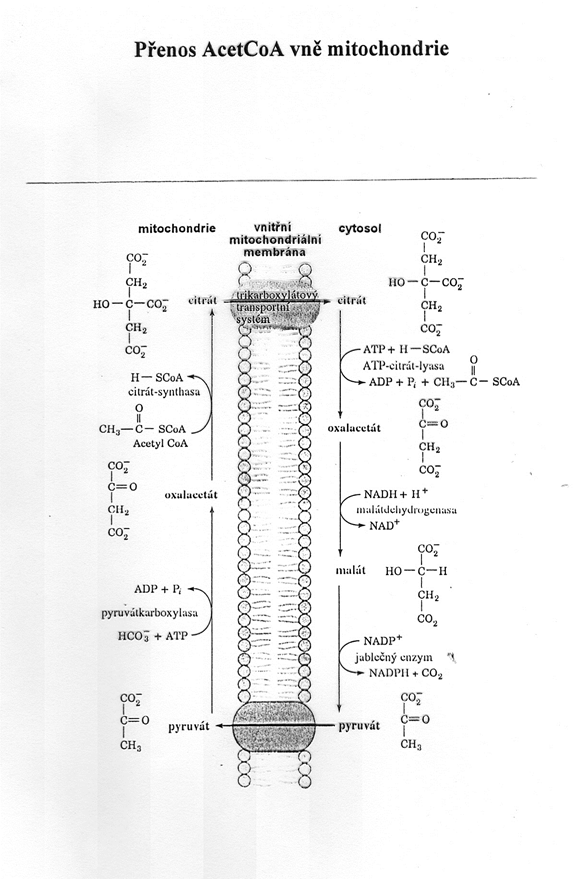 Přenos AcetCoA vně mitochondrie
mitochondrie
vnitřní
mitochondriální
membrána
cytosol
CO₂⁻
CH₂
HO—C—CO₂⁻
CH₂
CO₂⁻
citrát
trikarboxylátový
transportní
systém
citrát
CO₂⁻
CH₂
HO—C—CO₂⁻
CH₂
CO₂⁻
H—SCoA
citrát-synthasa
O
CH₃—C—SCoA
Acetyl CoA
ATP + H—SCoA
ATP-citrát-lyasa
O
ADP + Pᵢ + CH₃—C—SCoA
oxalacetát
CO₂⁻
C=O
CH₂
CO₂⁻
CO₂⁻
C=O
CH₂
CO₂⁻
oxalacetát
NADH + H⁺
malátdehydrogenasa
NAD⁺
malát
CO₂⁻
HO—C—H
CH₂
CO₂
ADP + Pᵢ
pyruvátkarboxylasa
HCO₃⁻ + ATP
NADP⁺
jablečný enzym
NADPH + CO₂
CO₂⁻
C=O
CH₃
pyruvát
pyruvát
CO₂⁻
C=O
CH₃